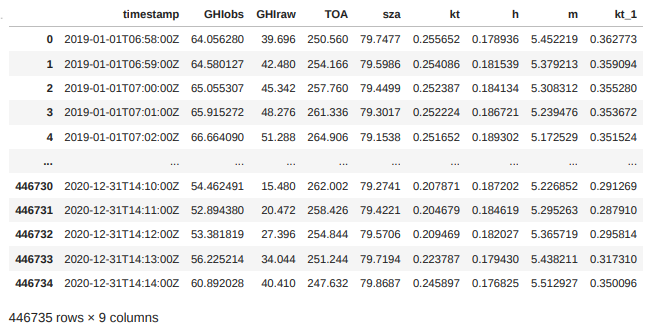 timestamp GHIobs GHIraw TOA sza kt h m kt_1
0 2019-01-01T06:58:00Z 64.056280 39.696 250.560 79.7477 0.255652 0.178936 5.452219 0.362773
1 2019-01-01T06:59:00Z 64.580127 42.480 254.166 79.5986 0.254086 0.181539 5.379213 0.359094
2 2019-01-01T07:00:00Z 65.055307 45.342 257.760 79.4499 0.252387 0.184134 5.308312 0.355280
3 2019-01-01T07:01:00Z 65.915272 48.276 261.336 79.3017 0.252224 0.186721 5.239476 0.353672
4 2019-01-01T07:02:00Z 66.664090 51.288 264.906 79.1538 0.251652 0.189302 5.172529 0.351524
... ... ... ... ... ... ... ... ... ...
446730 2020-12-31T14:10:00Z 54.462491 15.480 262.002 79.2741 0.207871 0.187202 5.226852 0.291269
446731 2020-12-31T14:11:00Z 52.894380 20.472 258.426 79.4221 0.204679 0.184619 5.295263 0.287910
446732 2020-12-31T14:12:00Z 53.381819 27.396 254.844 79.5706 0.209469 0.182027 5.365719 0.295814
446733 2020-12-31T14:13:00Z 56.225214 34.044 251.244 79.7194 0.223787 0.179430 5.438211 0.317310
446734 2020-12-31T14:14:00Z 60.892028 40.410 247.632 79.8687 0.245897 0.176825 5.512927 0.350096
446735 rows × 9 columns